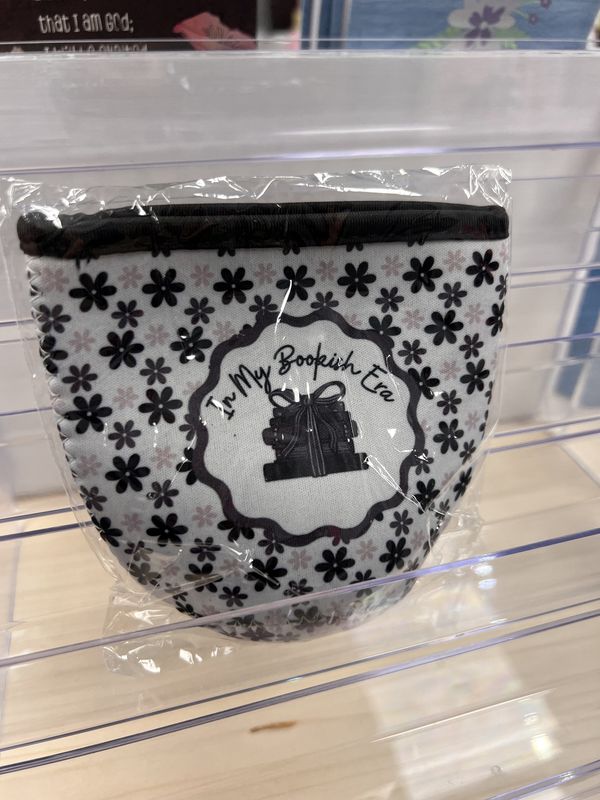 that I am God;
In My Bookish Era